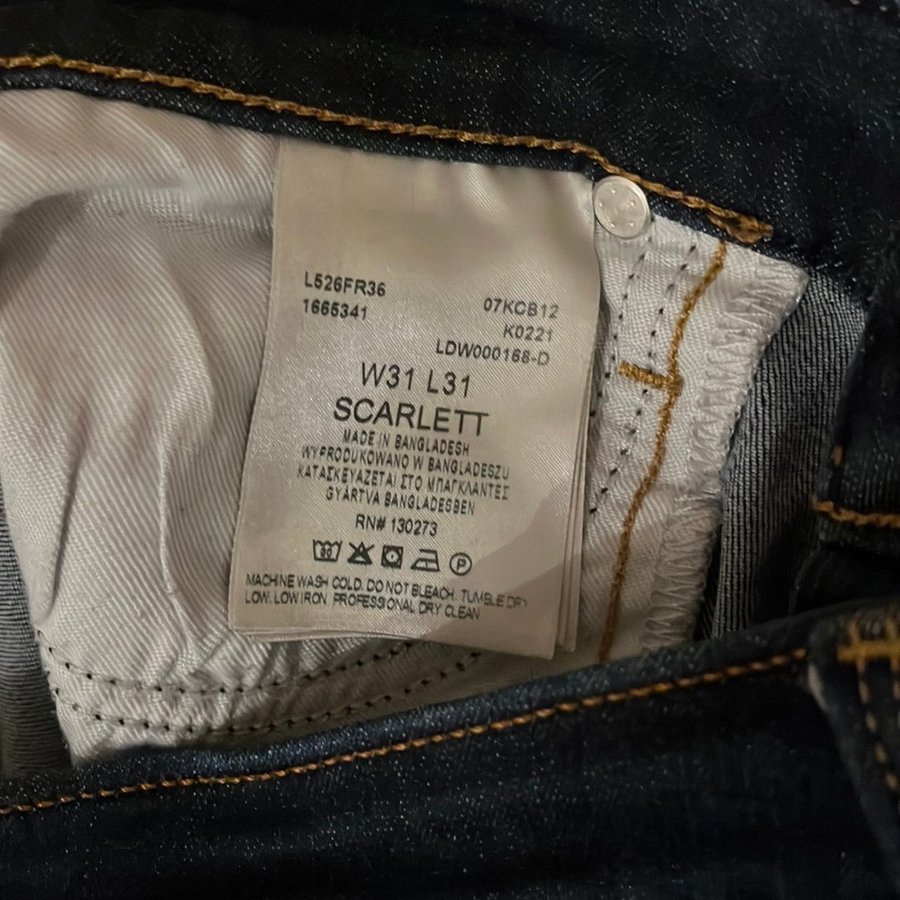 L526FR36
1665341
07KCB12
K0221
LDW000168-D
W31 L31
SCARLETT
MADE IN BANGLADESH
WYPRODUKOWANO W BANGLADESZU
ΚΑΤΑΣΚΕΥΑΖΕΤΑΙ ΣΤΟ ΜΠΑΓΚΛΑΝΤΕΣ
GYÁRTVA BANGLADESBEN
RN# 130273
30
P
MACHINE WASH COLD. DO NOT BLEACH. TUMBLE DRY
LOW. LOW IRON PROFESSIONAL DRY CLEAN